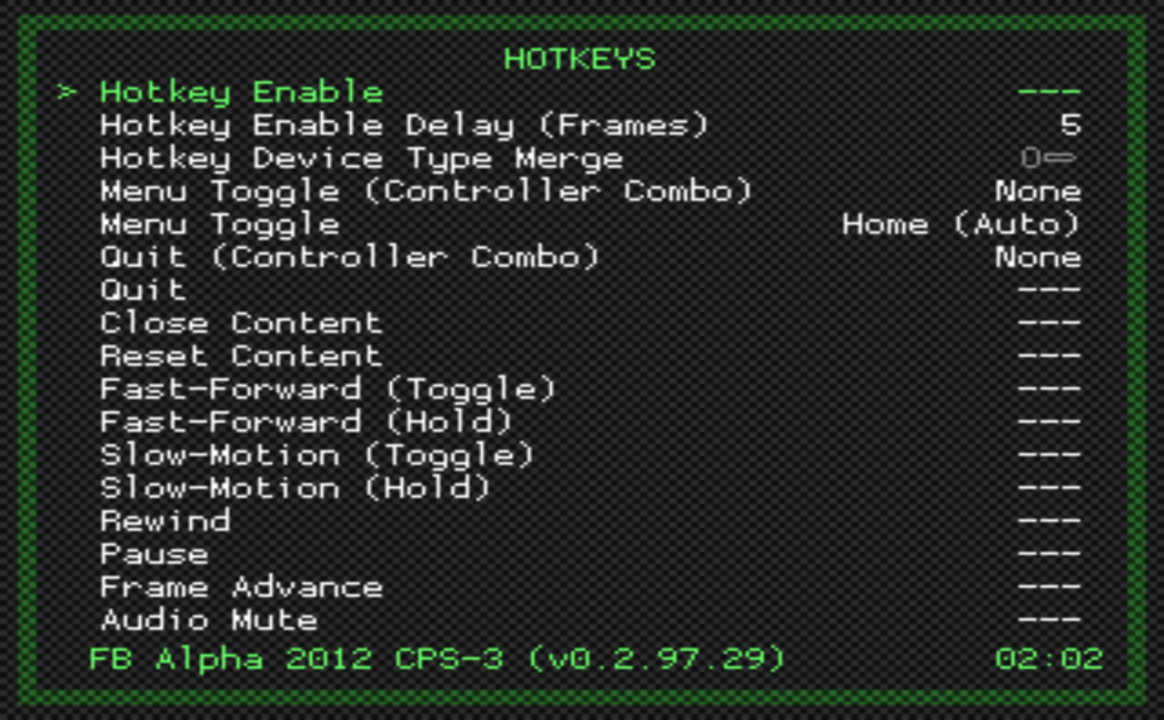 HOTKEYS
> Hotkey Enable ---
Hotkey Enable Delay (Frames) 5
Hotkey Device Type Merge
Menu Toggle (Controller Combo) None
Menu Toggle Home (Auto)
Quit (Controller Combo) None
Quit ---
Close Content ---
Reset Content ---
Fast-Forward (Toggle) ---
Fast-Forward (Hold) ---
Slow-Motion (Toggle) ---
Slow-Motion (Hold) ---
Rewind ---
Pause ---
Frame Advance ---
Audio Mute ---
FB Alpha 2012 CPS-3 (v0.2.97.29) 02:02